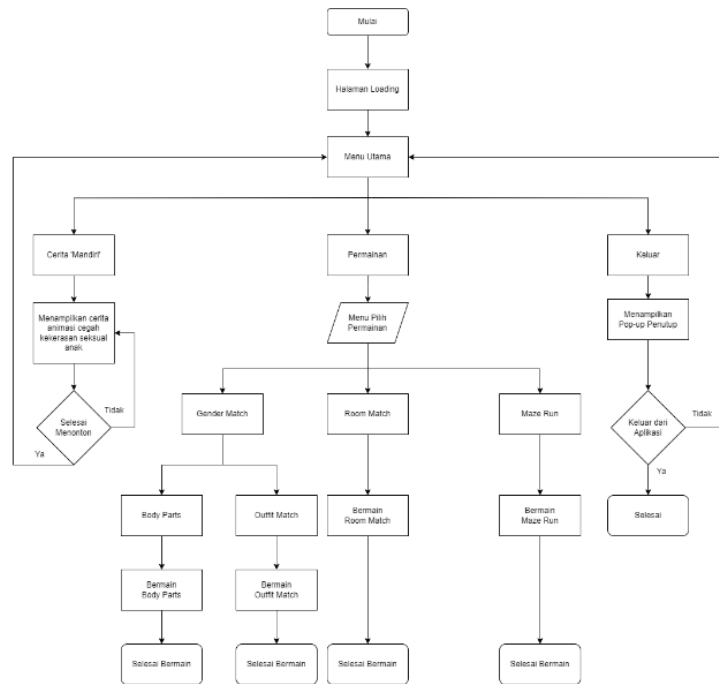 Mulai
Halaman Loading
Menu Utama
Cerita 'Mandiri'
Permainan
Keluar
Menampilkan cerita
animasi cegah
kekerasan seksual
anak
Menu Pilih
Permainan
Menampilkan
Pop-up Penutup
Selesai
Menonton
Tidak
Ya
Gender Match
Room Match
Maze Run
Keluar dari
Aplikasi
Tidak
Ya
Body Parts
Outfit Match
Bermain
Room Match
Bermain
Maze Run
Selesai
Bermain
Body Parts
Bermain
Outfit Match
Selesai Bermain
Selesai Bermain
Selesai Bermain
Selesai Bermain